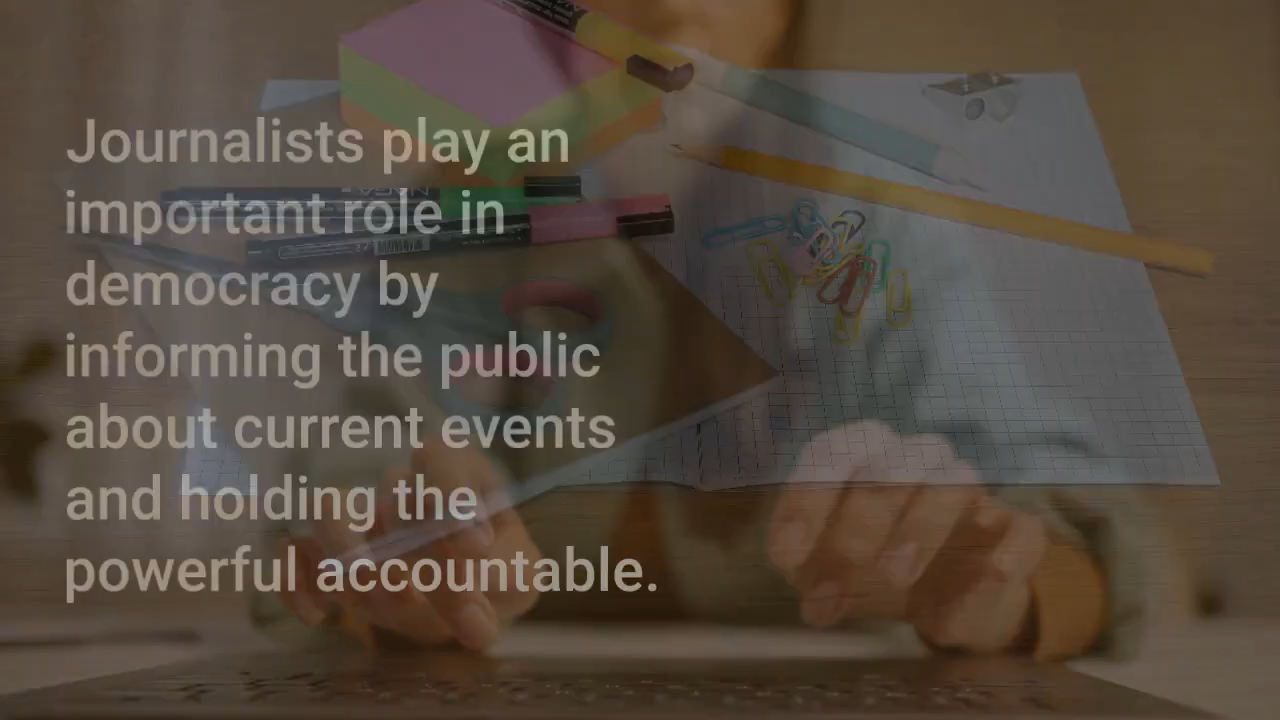 Journalists play an
important role in
democracy by
informing the public
about current events
and holding the
powerful accountable.